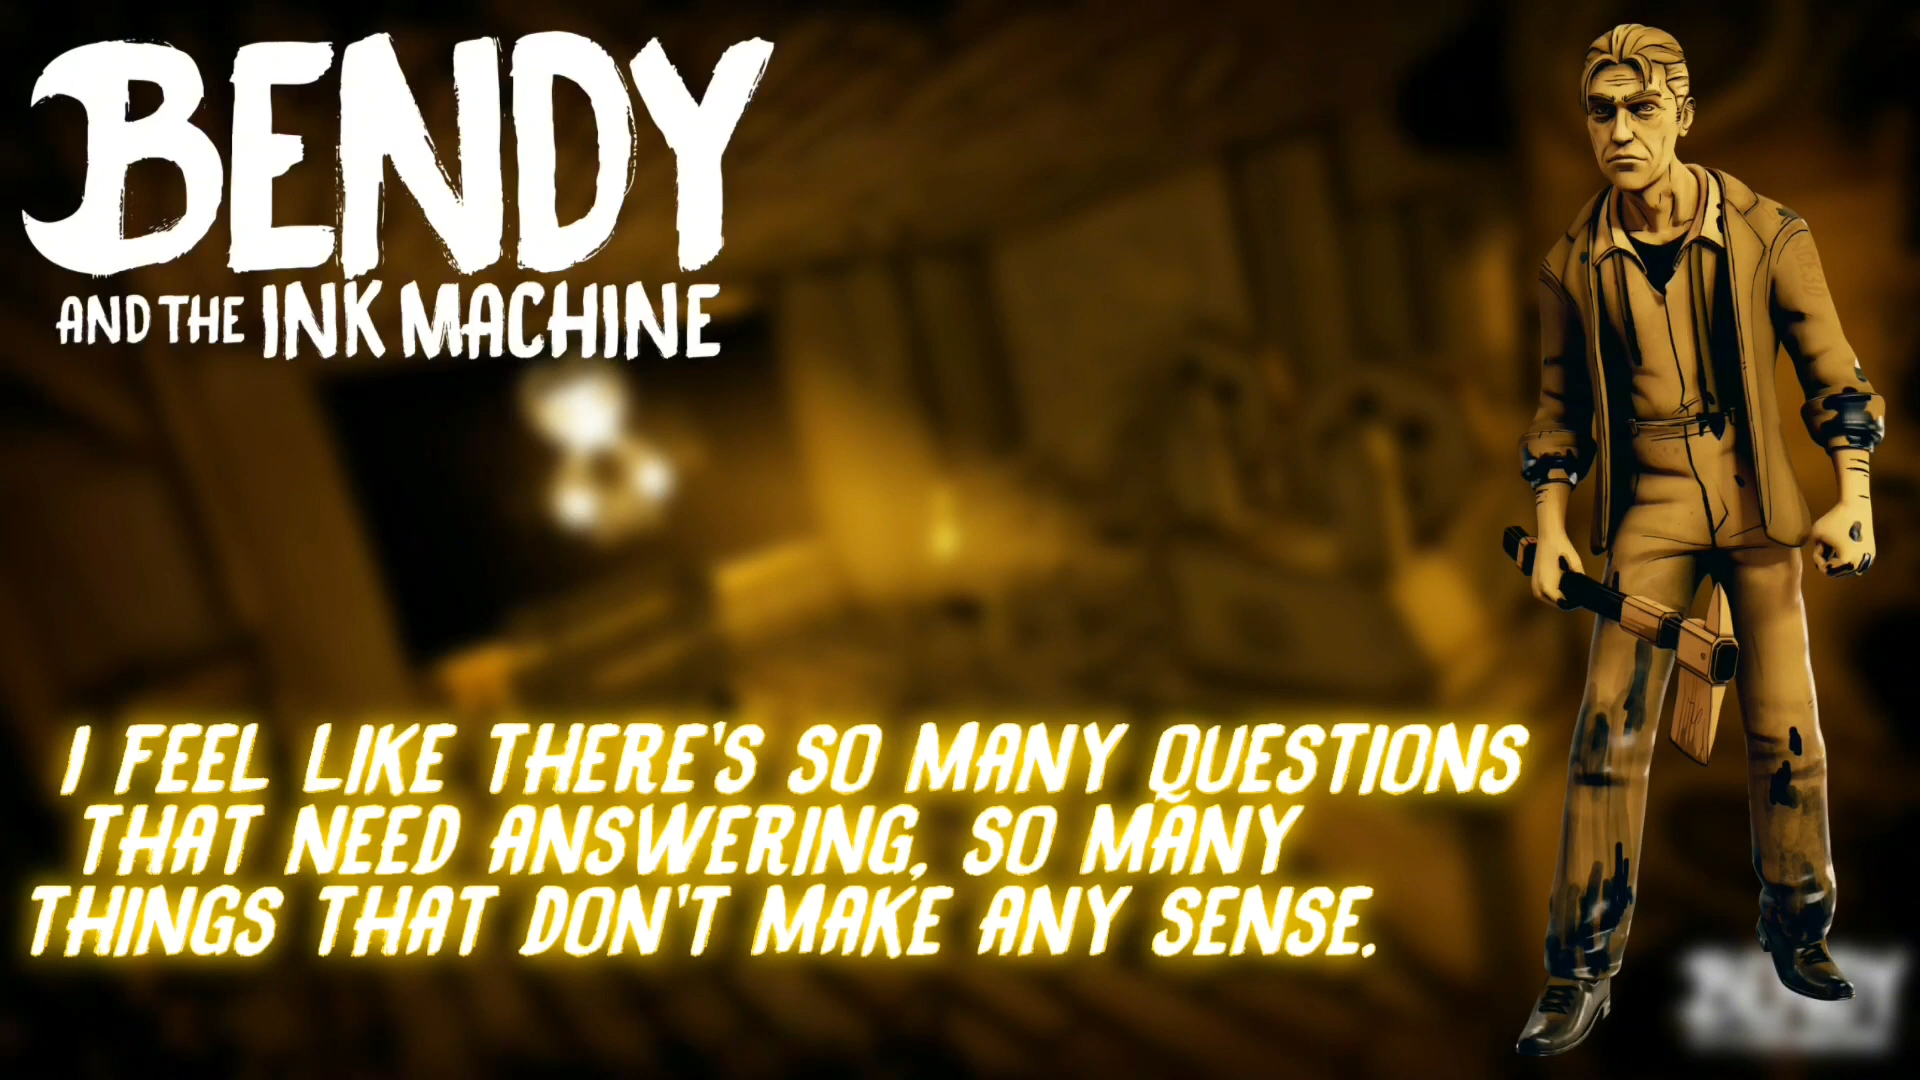 BENDY
AND THE INK MACHINE
I FEEL LIKE THERE'S SO MANY QUESTIONS
THAT NEED ANSWERING, SO MANY
THINGS THAT DON'T MAKE ANY SENSE.